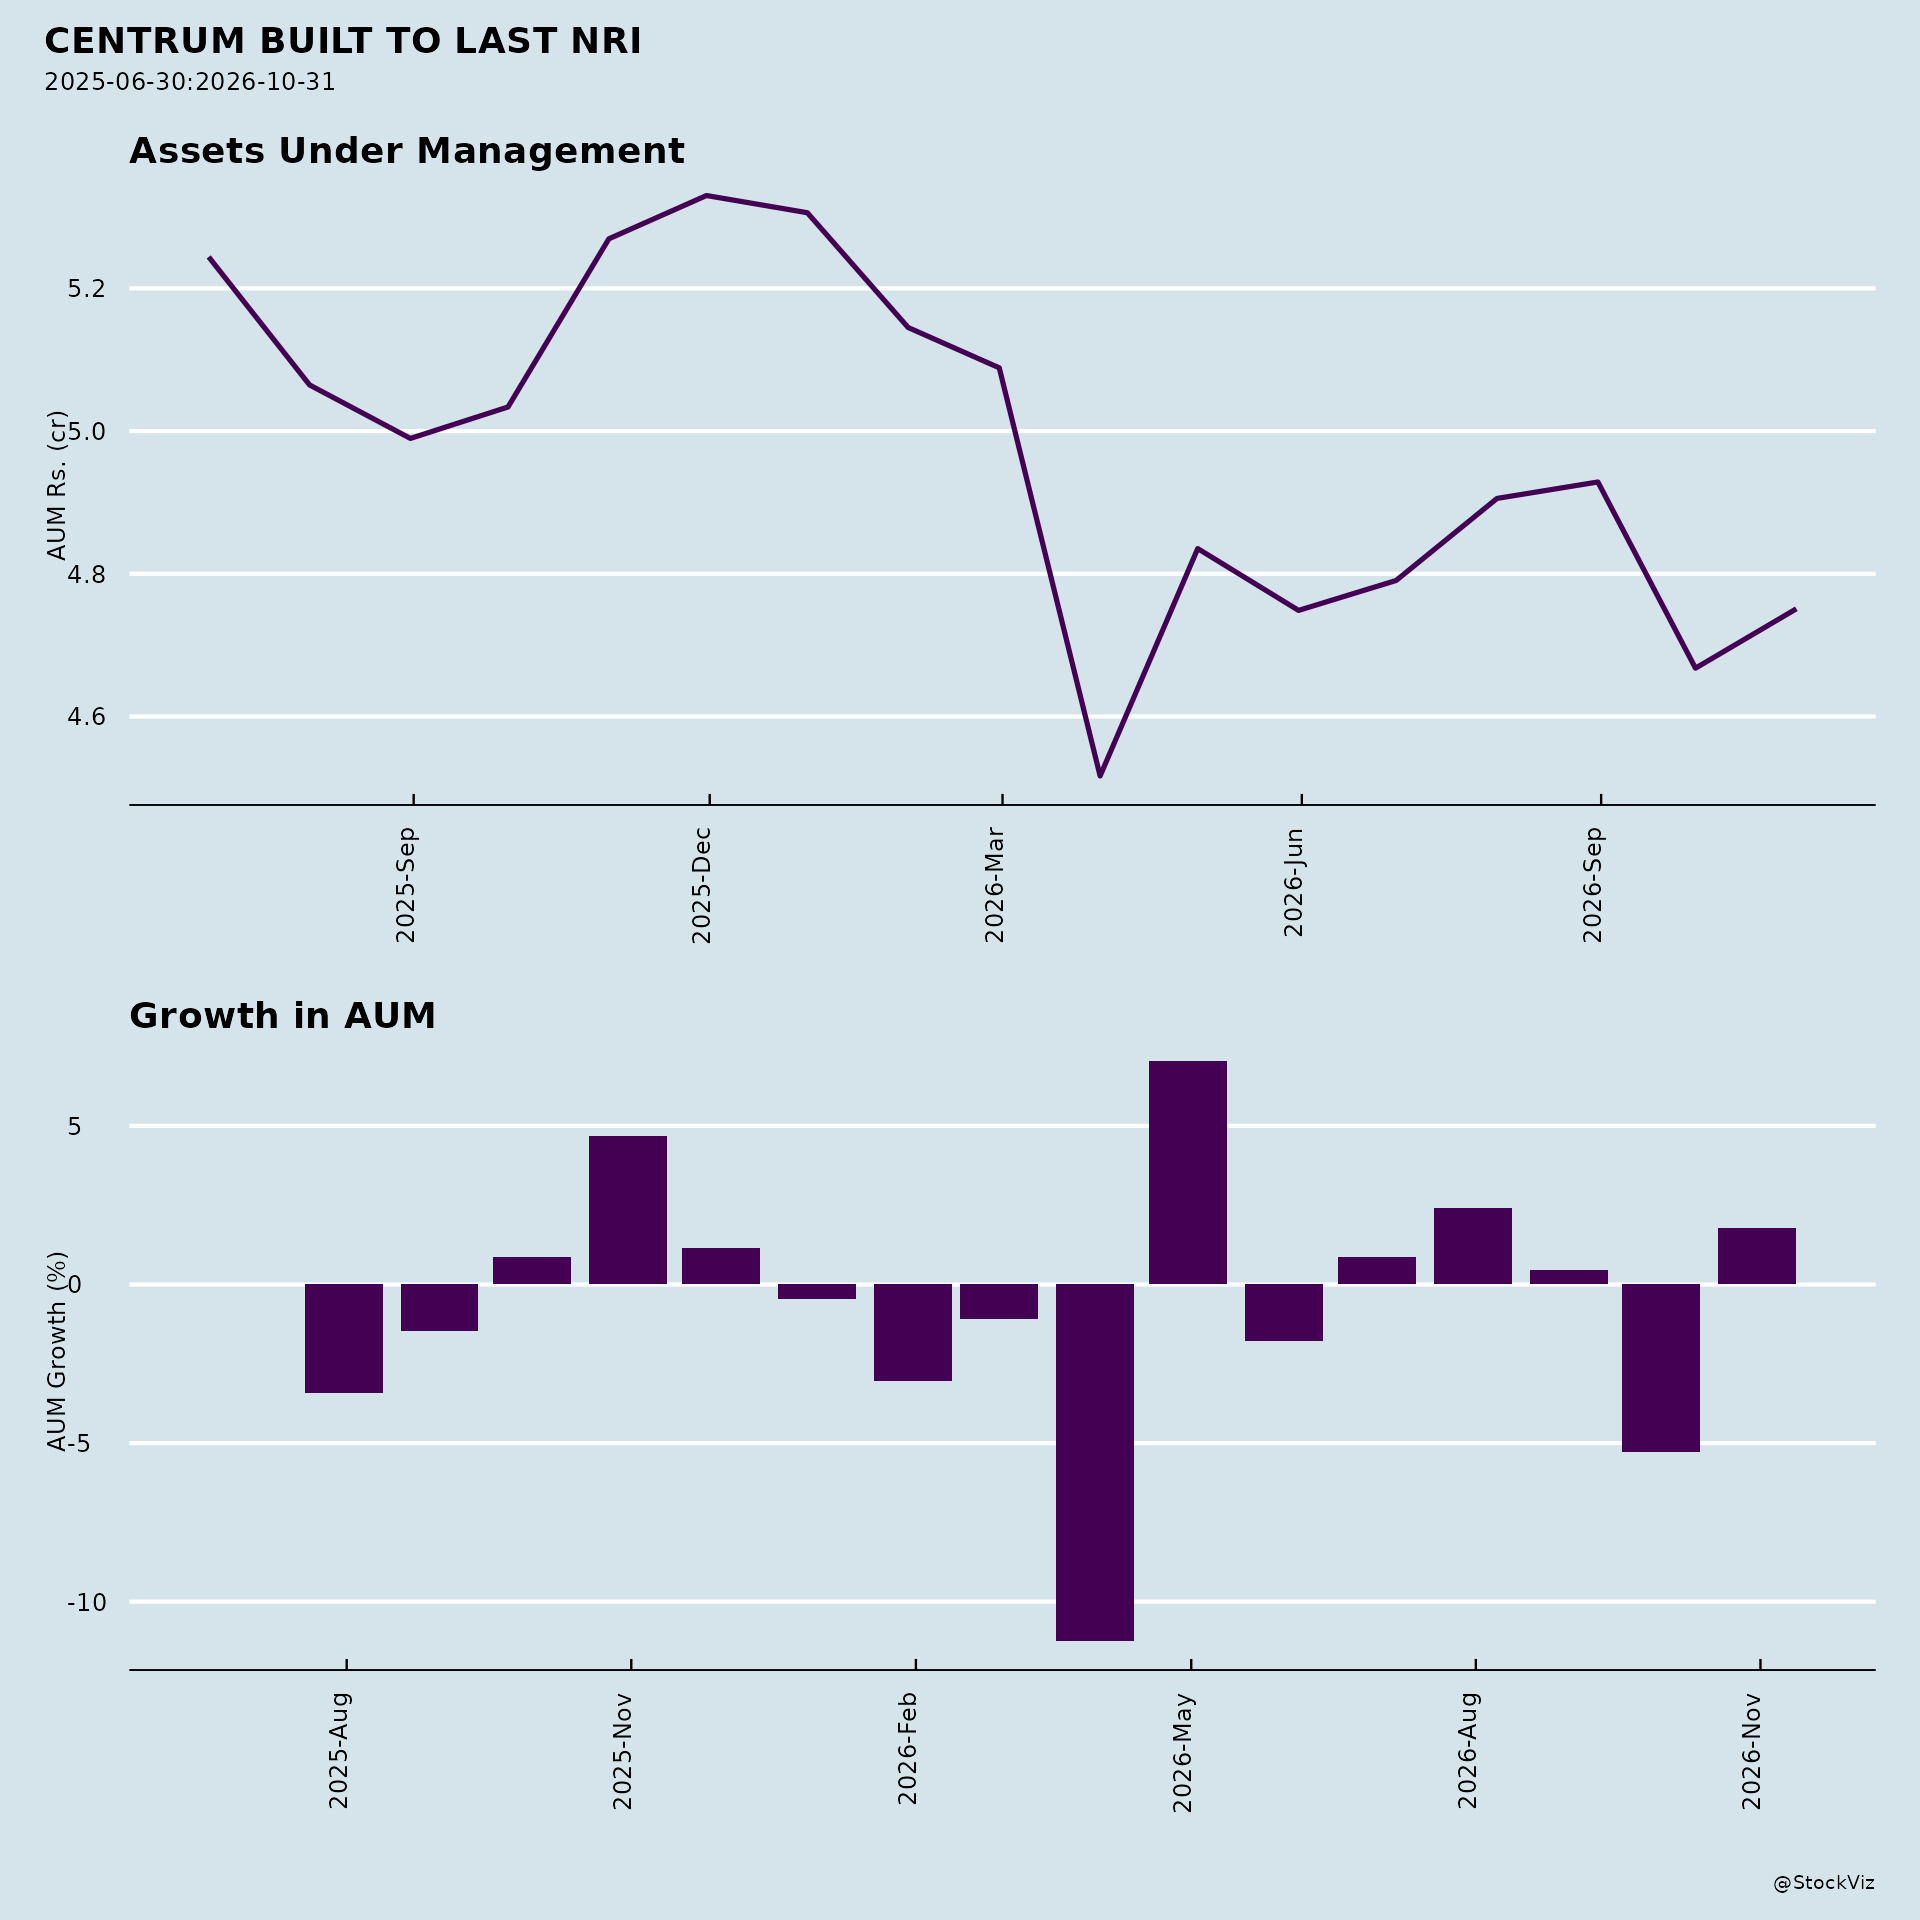 CENTRUM BUILT TO LAST NRI
2025-06-30:2026-10-31
Assets Under Management
AUM Rs. (cr)
5.2
5.0
4.8
4.6
2025-Sep
2025-Dec
2026-Mar
2026-Jun
2026-Sep
Growth in AUM
AUM Growth (%)
5
0
-5
-10
2025-Aug
2025-Nov
2026-Feb
2026-May
2026-Aug
2026-Nov
@StockViz